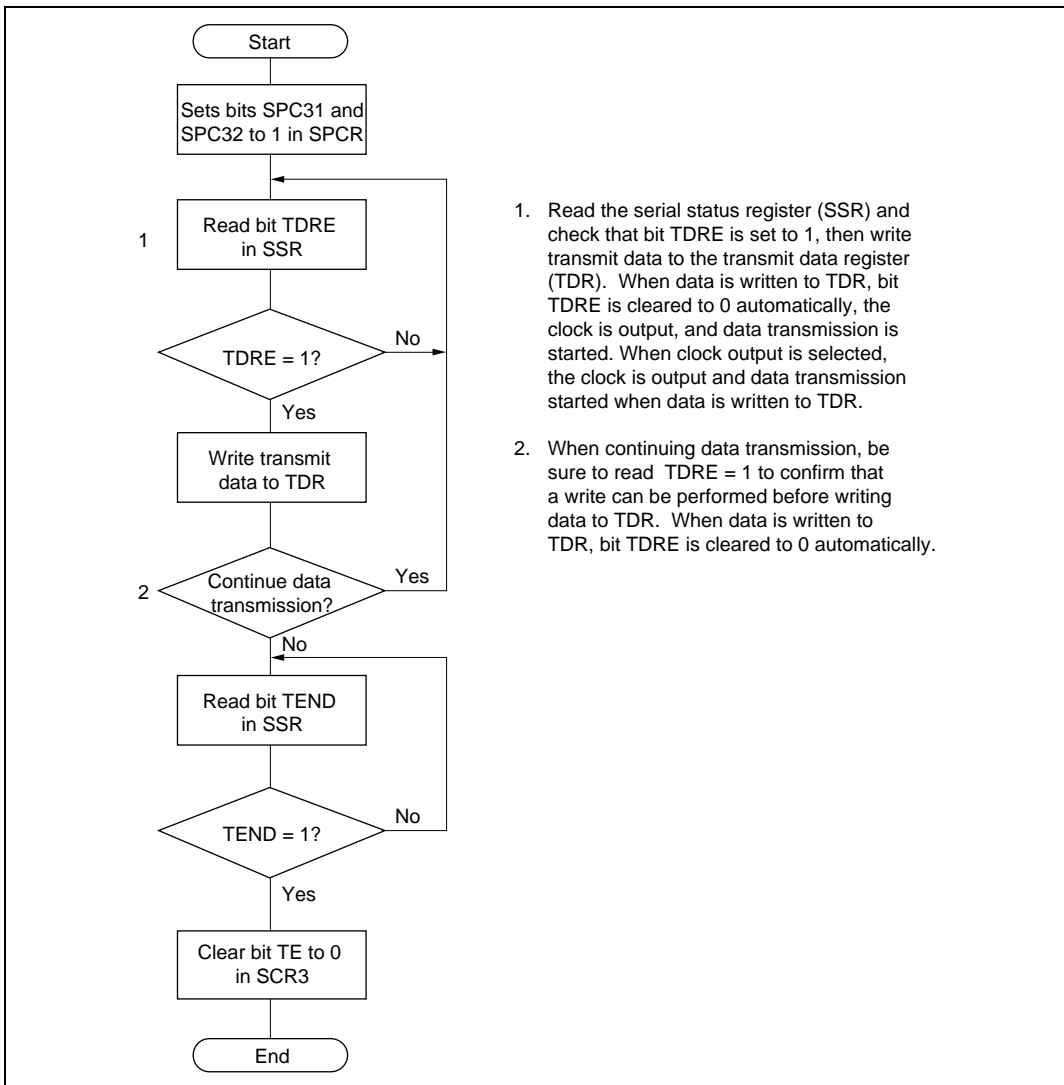 Start
Sets bits SPC31 and
SPC32 to 1 in SPCR
1
Read bit TDRE
in SSR
TDRE = 1?
No
Yes
Write transmit
data to TDR
2
Continue data
transmission?
Yes
No
Read bit TEND
in SSR
TEND = 1?
No
Yes
Clear bit TE to 0
in SCR3
End
1. Read the serial status register (SSR) and
check that bit TDRE is set to 1, then write
transmit data to the transmit data register
(TDR). When data is written to TDR, bit
TDRE is cleared to 0 automatically, the
clock is output, and data transmission is
started. When clock output is selected,
the clock is output and data transmission
started when data is written to TDR.
2. When continuing data transmission, be
sure to read TDRE = 1 to confirm that
a write can be performed before writing
data to TDR. When data is written to
TDR, bit TDRE is cleared to 0 automatically.